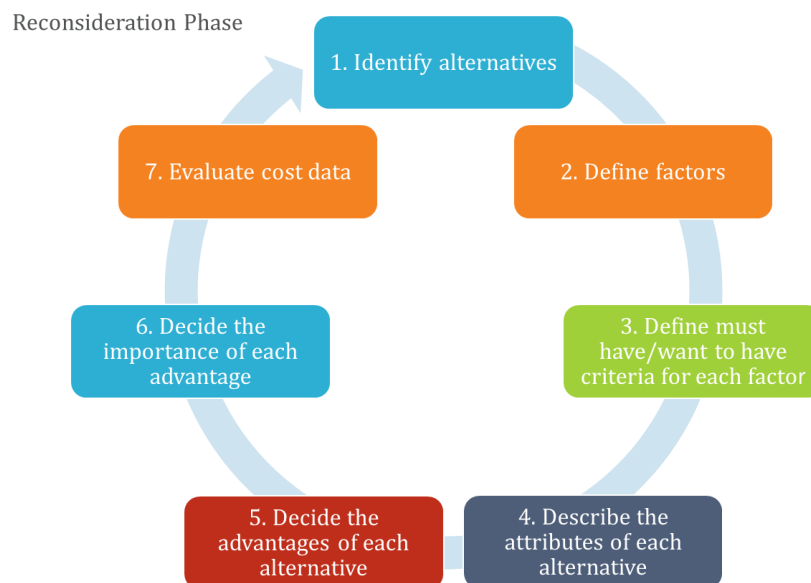 Reconsideration Phase
1. Identify alternatives
2. Define factors
3. Define must
have/want to have
criteria for each factor
4. Describe the
attributes of each
alternative
5. Decide the
advantages of each
alternative
6. Decide the
importance of each
advantage
7. Evaluate cost data